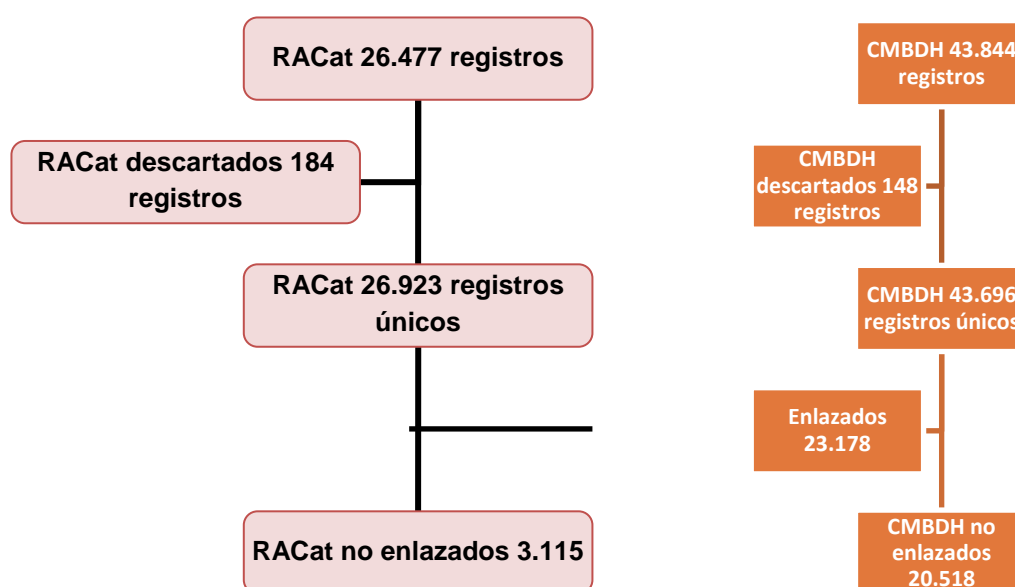 RACat 26.477 registros
RACat descartados 184
registros
RACat 26.923 registros
únicos
RACat no enlazados 3.115
CMBDH 43.844
registros
CMBDH
descartados 148
registros
CMBDH 43.696
registros únicos
Enlazados
23.178
CMBDH no
enlazados
20.518